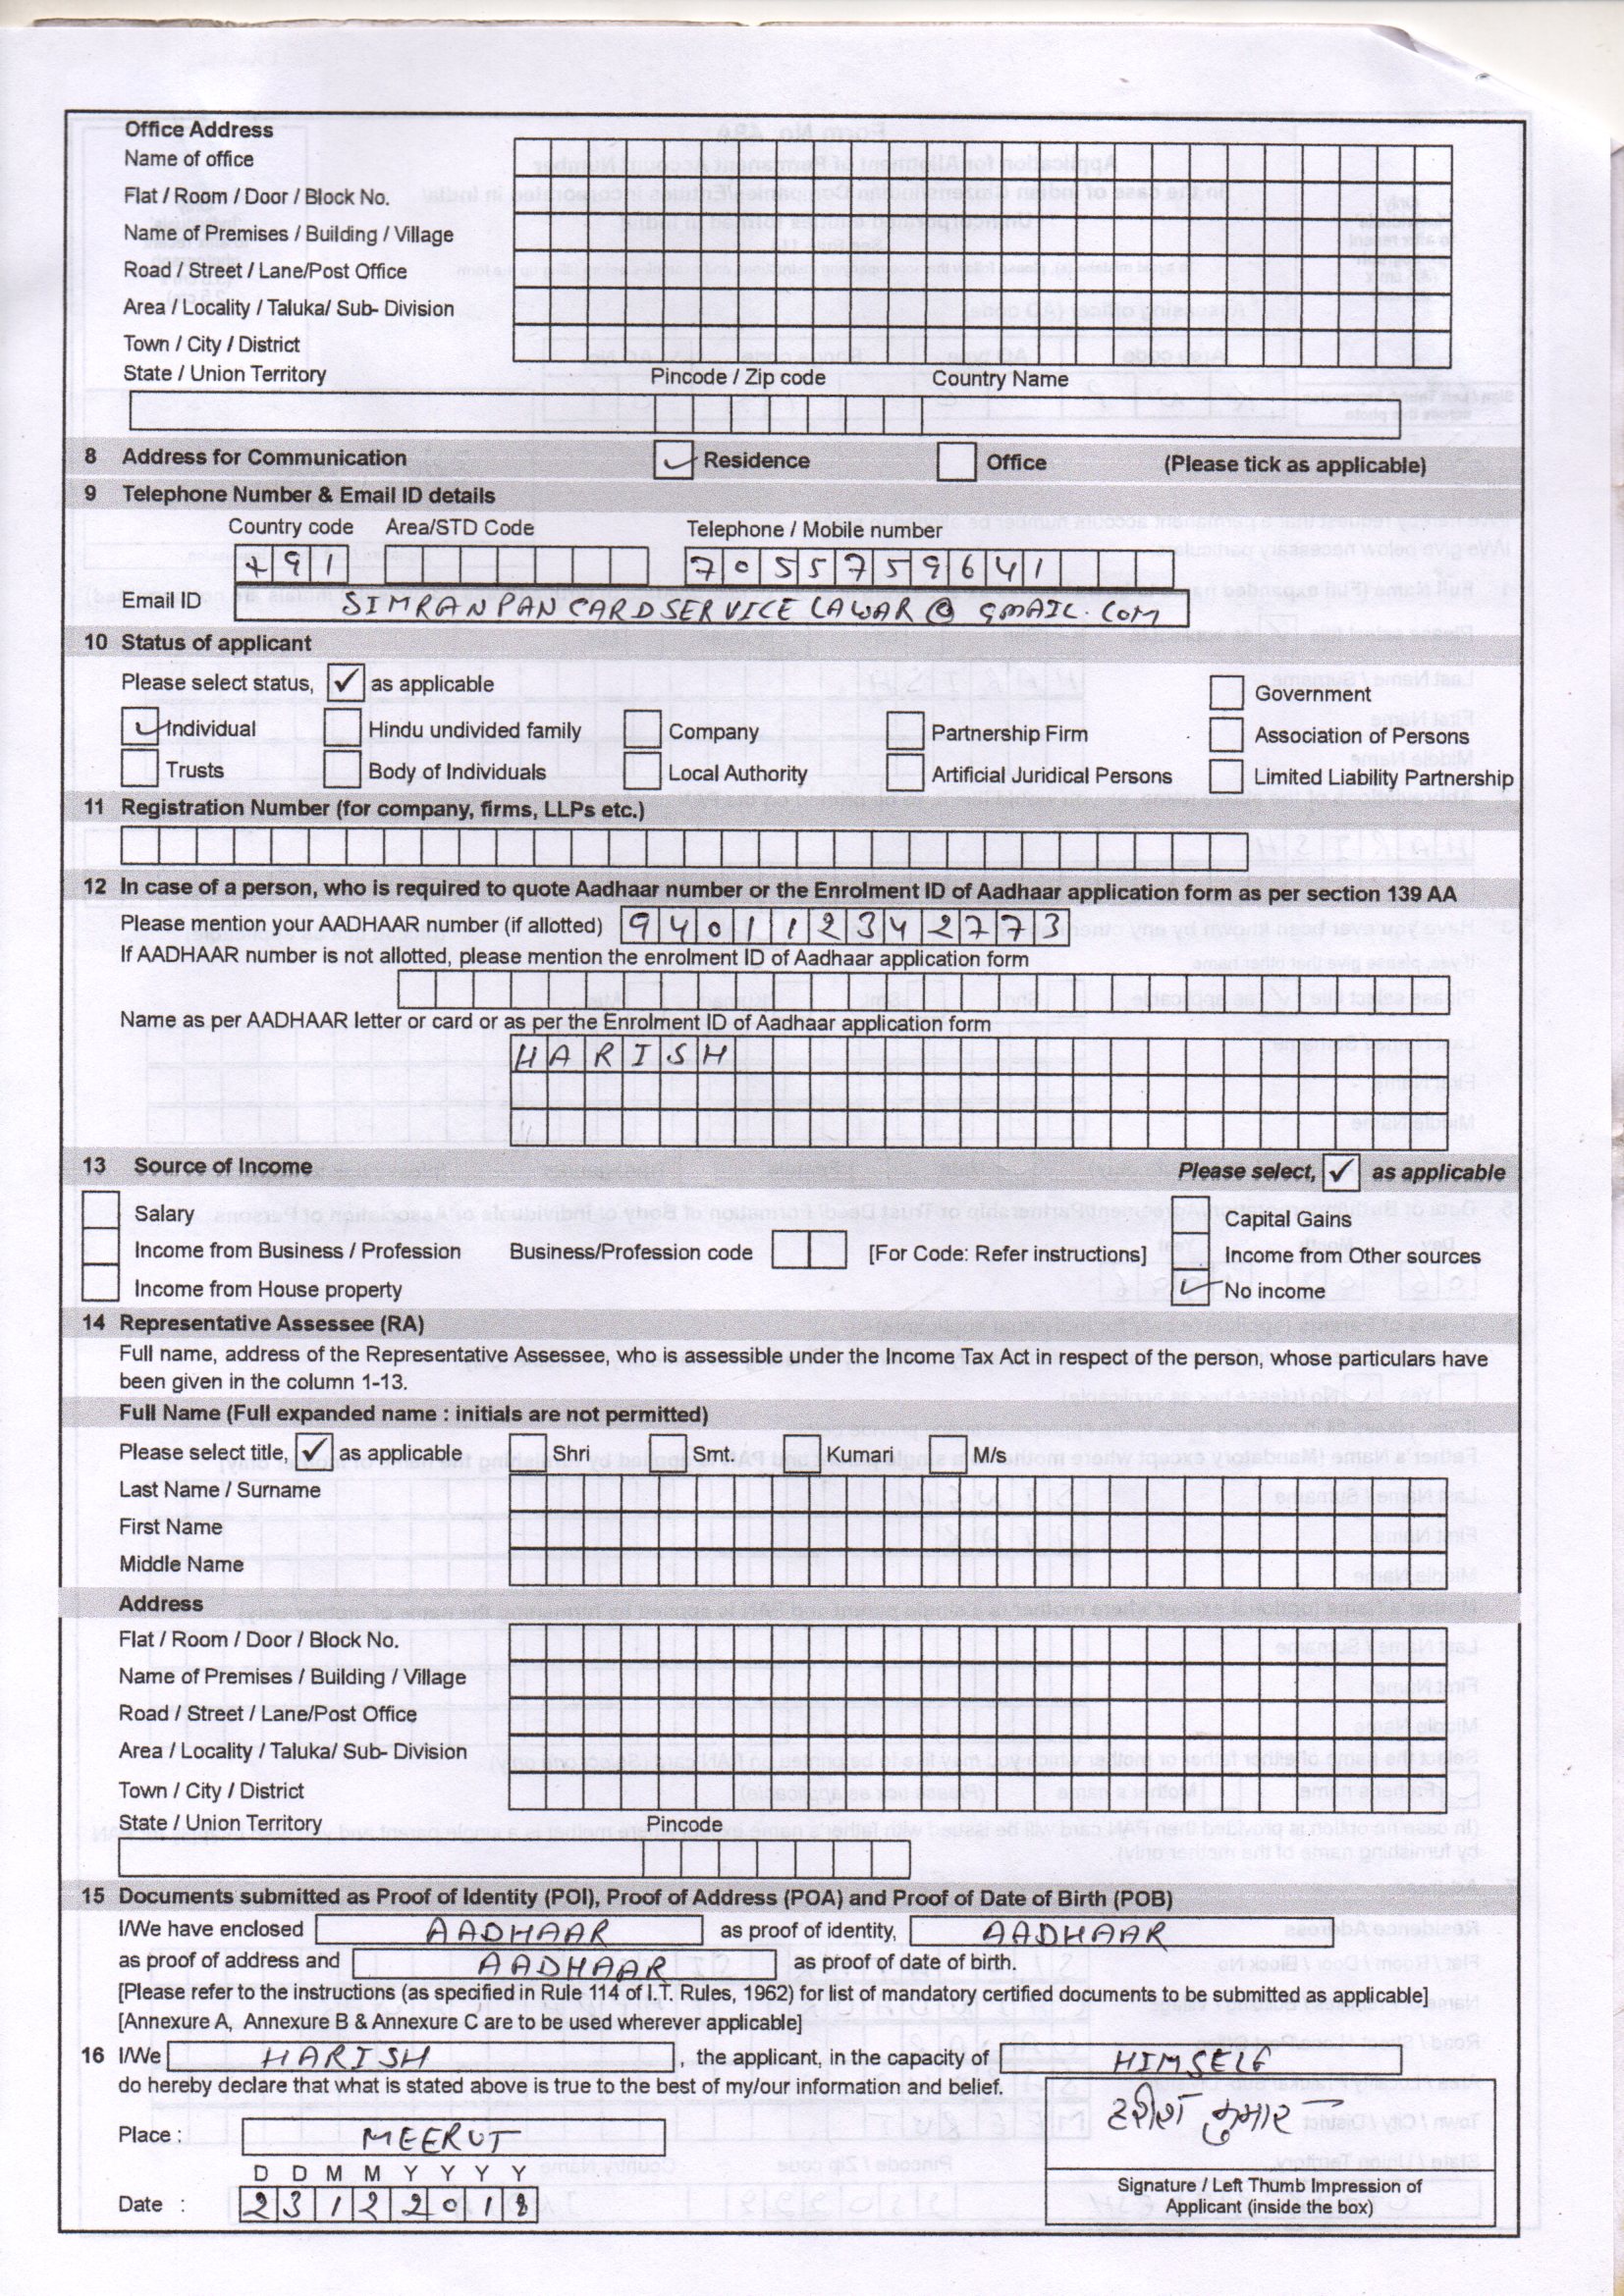 Office Address
Name of office
Flat / Room / Door / Block No.
Name of Premises / Building / Village
Road / Street / Lane/Post Office
Area / Locality / Taluka/ Sub- Division
Town / City / District
State / Union Territory Pincode / Zip code Country Name
8 Address for Communication Residence Office (Please tick as applicable)
9 Telephone Number & Email ID details
Country code Area/STD Code Telephone / Mobile number
+91 7055759641
Email ID SIMRANPANCARDSERVICELAWAR@GMAIL.COM
10 Status of applicant
Please select status, ✓ as applicable Government
Individual Hindu undivided family Company Partnership Firm Association of Persons
Trusts Body of Individuals Local Authority Artificial Juridical Persons Limited Liability Partnership
11 Registration Number (for company, firms, LLPs etc.)
12 In case of a person, who is required to quote Aadhaar number or the Enrolment ID of Aadhaar application form as per section 139 AA
Please mention your AADHAAR number (if allotted) 940112342773
If AADHAAR number is not allotted, please mention the enrolment ID of Aadhaar application form
Name as per AADHAAR letter or card or as per the Enrolment ID of Aadhaar application form
HARISH
13 Source of Income Please select, ✓ as applicable
Salary Capital Gains
Income from Business / Profession Business/Profession code [For Code: Refer instructions] Income from Other sources
Income from House property No income
14 Representative Assessee (RA)
Full name, address of the Representative Assessee, who is assessible under the Income Tax Act in respect of the person, whose particulars have
been given in the column 1-13.
Full Name (Full expanded name : initials are not permitted)
Please select title, ✓ as applicable Shri Smt. Kumari M/s
Last Name / Surname
First Name
Middle Name
Address
Flat / Room / Door / Block No.
Name of Premises / Building / Village
Road / Street / Lane/Post Office
Area / Locality / Taluka/ Sub- Division
Town / City / District
State / Union Territory Pincode
15 Documents submitted as Proof of Identity (POI), Proof of Address (POA) and Proof of Date of Birth (POB)
I/We have enclosed AADHAAR as proof of identity, AADHAAR
as proof of address and AADHAAR as proof of date of birth.
[Please refer to the instructions (as specified in Rule 114 of I.T. Rules, 1962) for list of mandatory certified documents to be submitted as applicable]
[Annexure A, Annexure B & Annexure C are to be used wherever applicable]
16 I/We HARISH , the applicant, in the capacity of HIMSELF
do hereby declare that what is stated above is true to the best of my/our information and belief.
हरीश कुमार
Place : MEERUT
D D M M Y Y Y Y
Date : 23122018
Signature / Left Thumb Impression of
Applicant (inside the box)